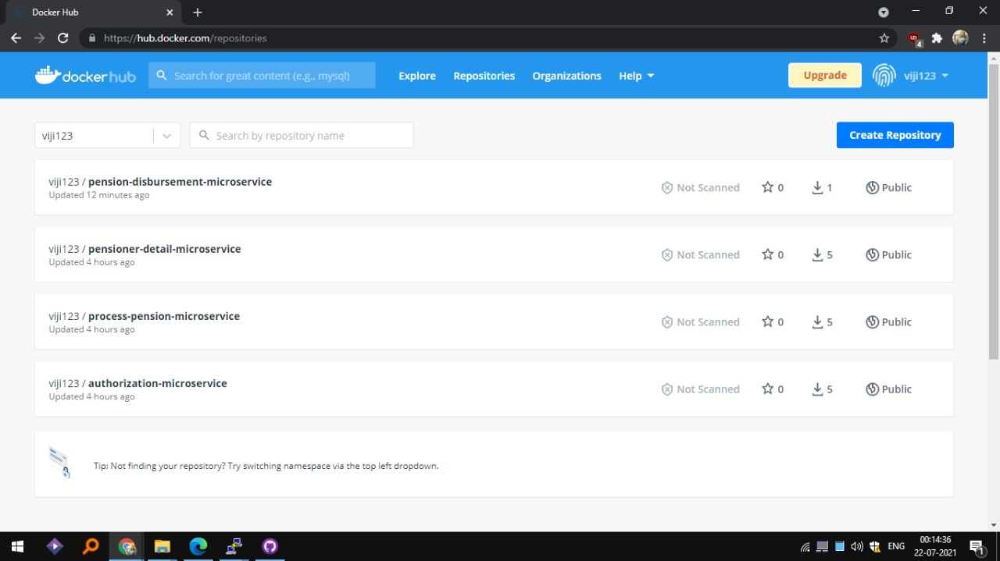 Docker Hub
https://hub.docker.com/repositories
UD
4
dockerhub
Search for great content (e.g., mysql)
Explore
Repositories
Organizations
Help
Upgrade
viji123
viji123
Search by repository name
Create Repository
viji123 / pension-disbursement-microservice
Updated 12 minutes ago
Not Scanned
0
1
Public
viji123 / pensioner-detail-microservice
Updated 4 hours ago
Not Scanned
0
5
Public
viji123 / process-pension-microservice
Updated 4 hours ago
Not Scanned
0
5
Public
viji123 / authorization-microservice
Updated 4 hours ago
Not Scanned
0
5
Public
Tip: Not finding your repository? Try switching namespace via the top left dropdown.
ENG
00:14:36
22-07-2021
1